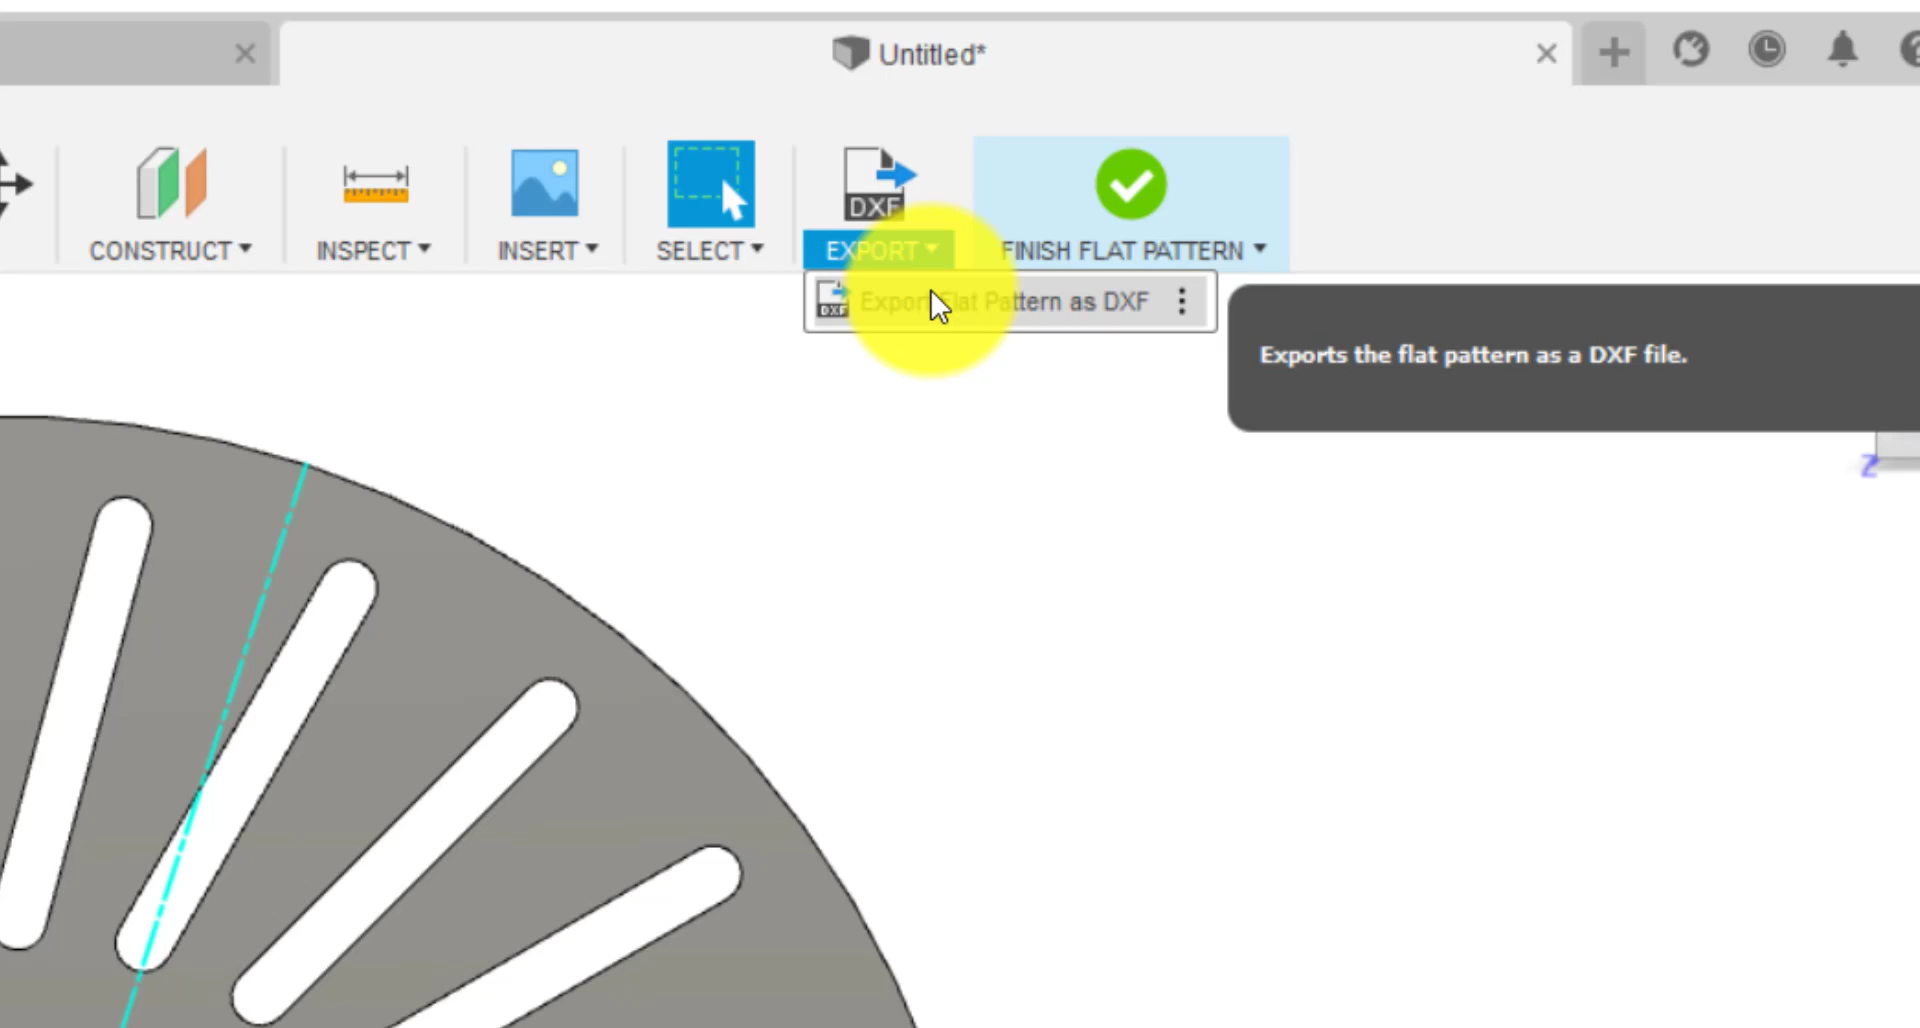 Untitled*
CONSTRUCT
INSPECT
INSERT
SELECT
DXF
EXPORT
FINISH FLAT PATTERN
DXF
Export Flat Pattern as DXF
Exports the flat pattern as a DXF file.
Z